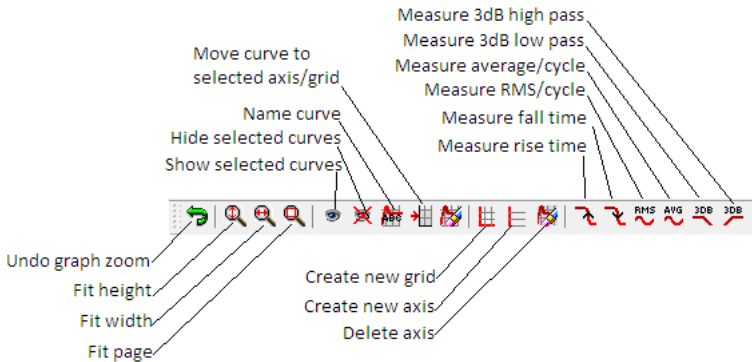 Measure 3dB high pass
Measure 3dB low pass
Move curve to
selected axis/grid
Measure average/cycle
Measure RMS/cycle
Name curve
Measure fall time
Hide selected curves
Measure rise time
Show selected curves
ABC
RMS
AVG
3DB
3DB
Undo graph zoom
Fit height
Fit width
Fit page
Create new grid
Create new axis
Delete axis